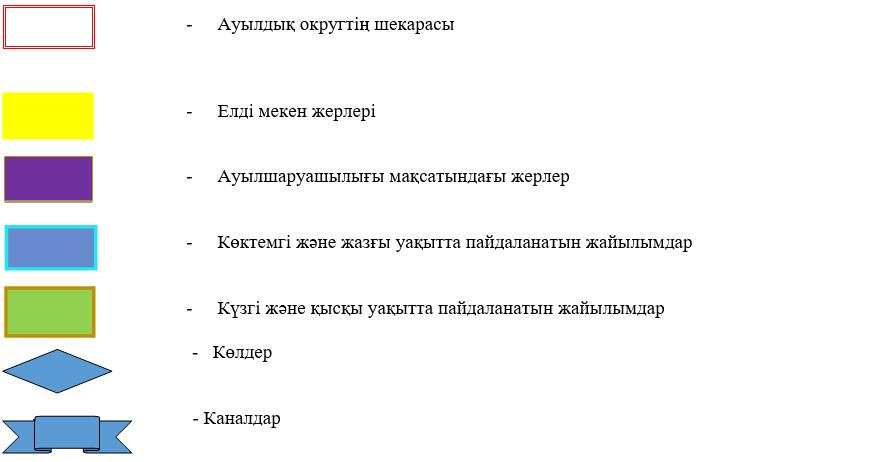 - Ауылдық округтің шекарасы
- Елді мекен жерлері
- Ауылшаруашылығы мақсатындағы жерлер
- Көктемгі және жазғы уақытта пайдаланатын жайылымдар
- Күзгі және қысқы уақытта пайдаланатын жайылымдар
- Көлдер
- Каналдар